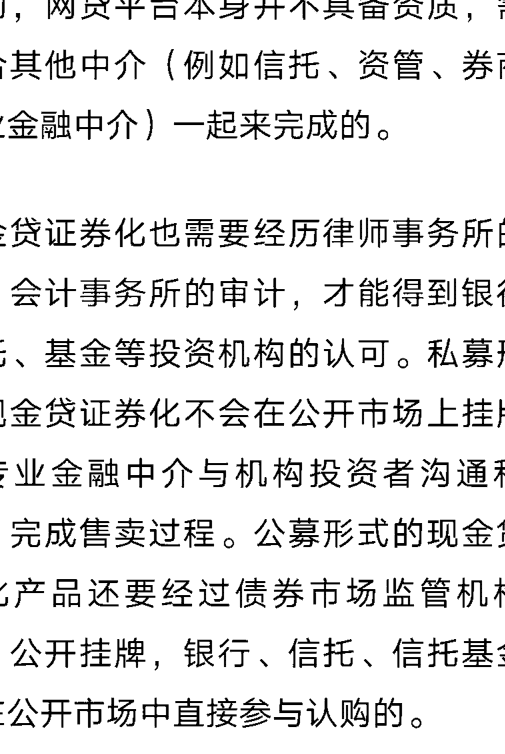 ，网贷平台本身并不具备资质，
其他中介（例如信托、资管、券
金融中介）一起来完成的。
贷证券化也需要经历律师事务所的
会计事务所的审计，才能得到银行
、基金等投资机构的认可。私募形
金贷证券化不会在公开市场上挂牌
专业金融中介与机构投资者沟通和
完成售卖过程。公募形式的现金贷
化产品还要经过债券市场监管机构
公开挂牌，银行、信托、信托基金
在公开市场中直接参与认购的。